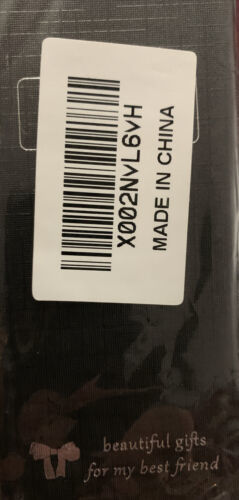 X002NvL6vH
MADE IN CHINA
beautiful gifts
for my best friend